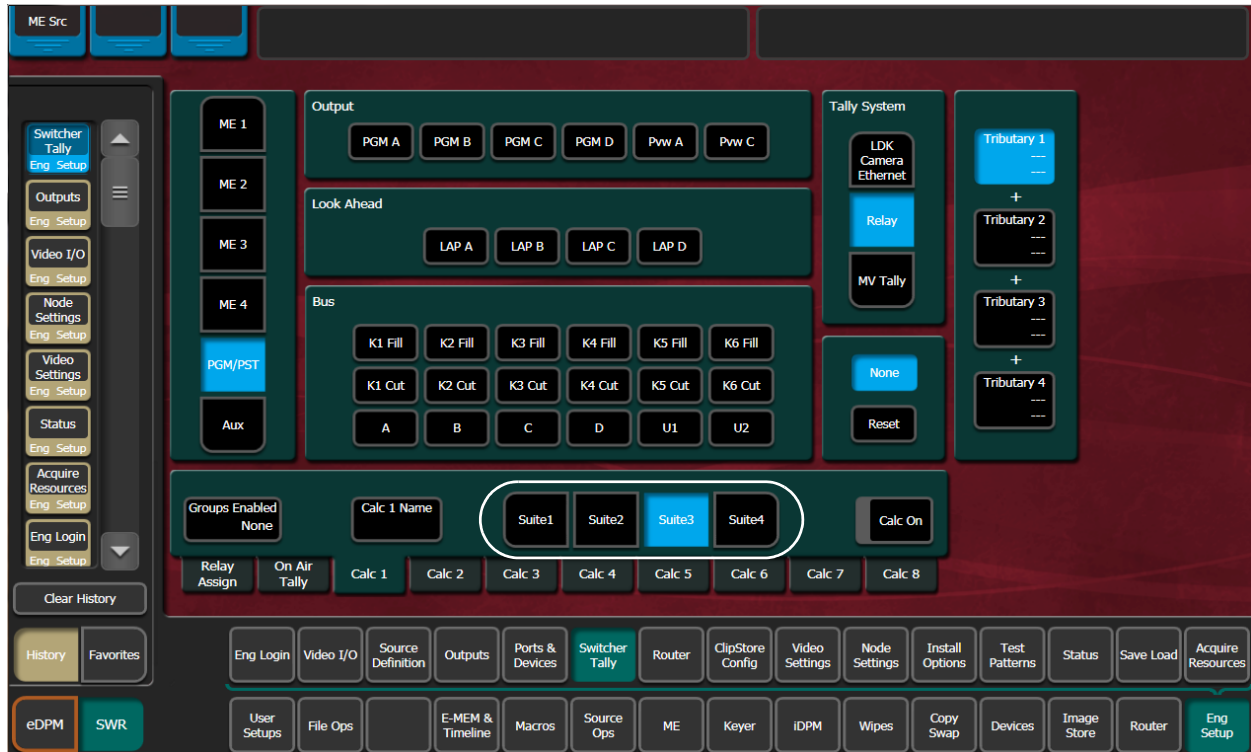 ME Src
Switcher
Tally
Eng Setup
Outputs
Eng Setup
Video I/O
Eng Setup
Node
Settings
Eng Setup
Video
Settings
Eng Setup
Status
Eng Setup
Acquire
Resources
Eng Setup
Eng Login
Eng Setup
Clear History
History Favorites
eDPM SWR
ME 1
ME 2
ME 3
ME 4
PGM/PST
Aux
Output
PGM A PGM B PGM C PGM D Pvw A Pvw C
Look Ahead
LAP A LAP B LAP C LAP D
Bus
K1 Fill K2 Fill K3 Fill K4 Fill K5 Fill K6 Fill
K1 Cut K2 Cut K3 Cut K4 Cut K5 Cut K6 Cut
A B C D U1 U2
Tally System
LDK
Camera
Ethernet
Relay
MV Tally
None
Reset
Tributary 1
---
---
+
Tributary 2
---
---
+
Tributary 3
---
---
+
Tributary 4
---
---
Groups Enabled
None
Calc 1 Name
Suite1 Suite2 Suite3 Suite4
Calc On
Relay
Assign
On Air
Tally
Calc 1 Calc 2 Calc 3 Calc 4 Calc 5 Calc 6 Calc 7 Calc 8
Eng Login
Video I/O
Source
Definition
Outputs
Ports &
Devices
Switcher
Tally
Router
ClipStore
Config
Video
Settings
Node
Settings
Install
Options
Test
Patterns
Status
Save Load
Acquire
Resources
User
Setups
File Ops
E-MEM &
Timeline
Macros
Source
Ops
ME
Keyer
iDPM
Wipes
Copy
Swap
Devices
Image
Store
Router
Eng
Setup